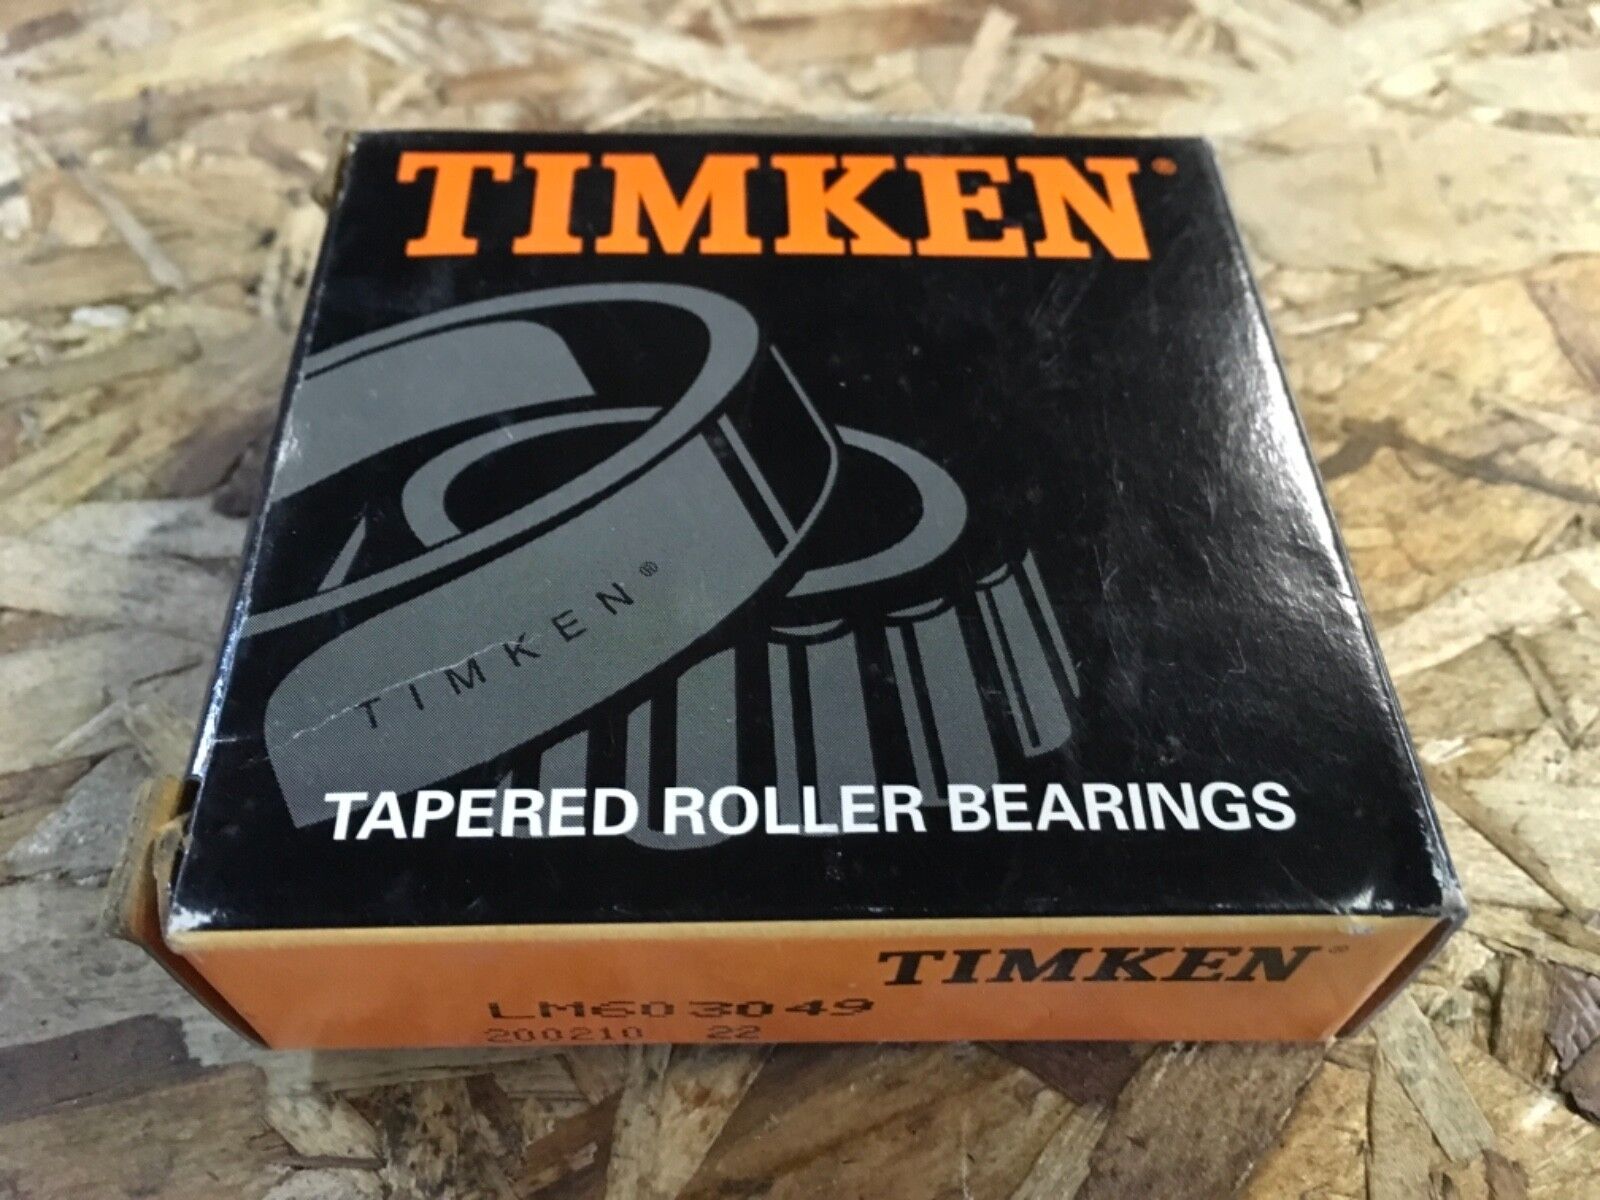 TIMKEN®
TIMKEN®
TAPERED ROLLER BEARINGS
TIMKEN®
LM603049
200210 22